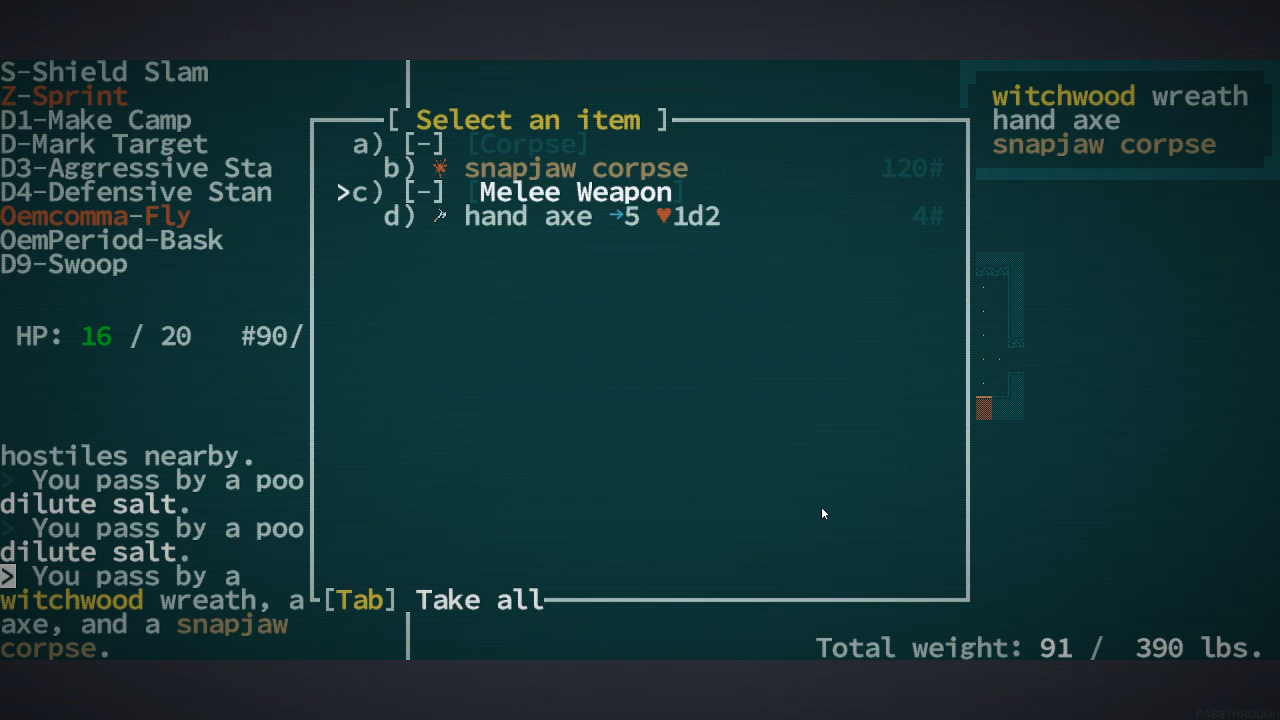 S-Shield Slam
Z-Sprint
D1-Make Camp
D-Mark Target
D3-Aggressive Sta
D4-Defensive Stan
Oemcomma-Fly
OemPeriod-Bask
D9-Swoop
HP: 16 / 20 #90/
hostiles nearby.
> You pass by a poo
dilute salt.
> You pass by a poo
dilute salt.
> You pass by a
witchwood wreath, a
axe, and a snapjaw
corpse.
[ Select an item ]
a) [-] [Corpse]
b) snapjaw corpse 120#
>c) [-] [Melee Weapon]
d) hand axe →5 ♥1d2 4#
[Tab] Take all
witchwood wreath
hand axe
snapjaw corpse
Total weight: 91 / 390 lbs.